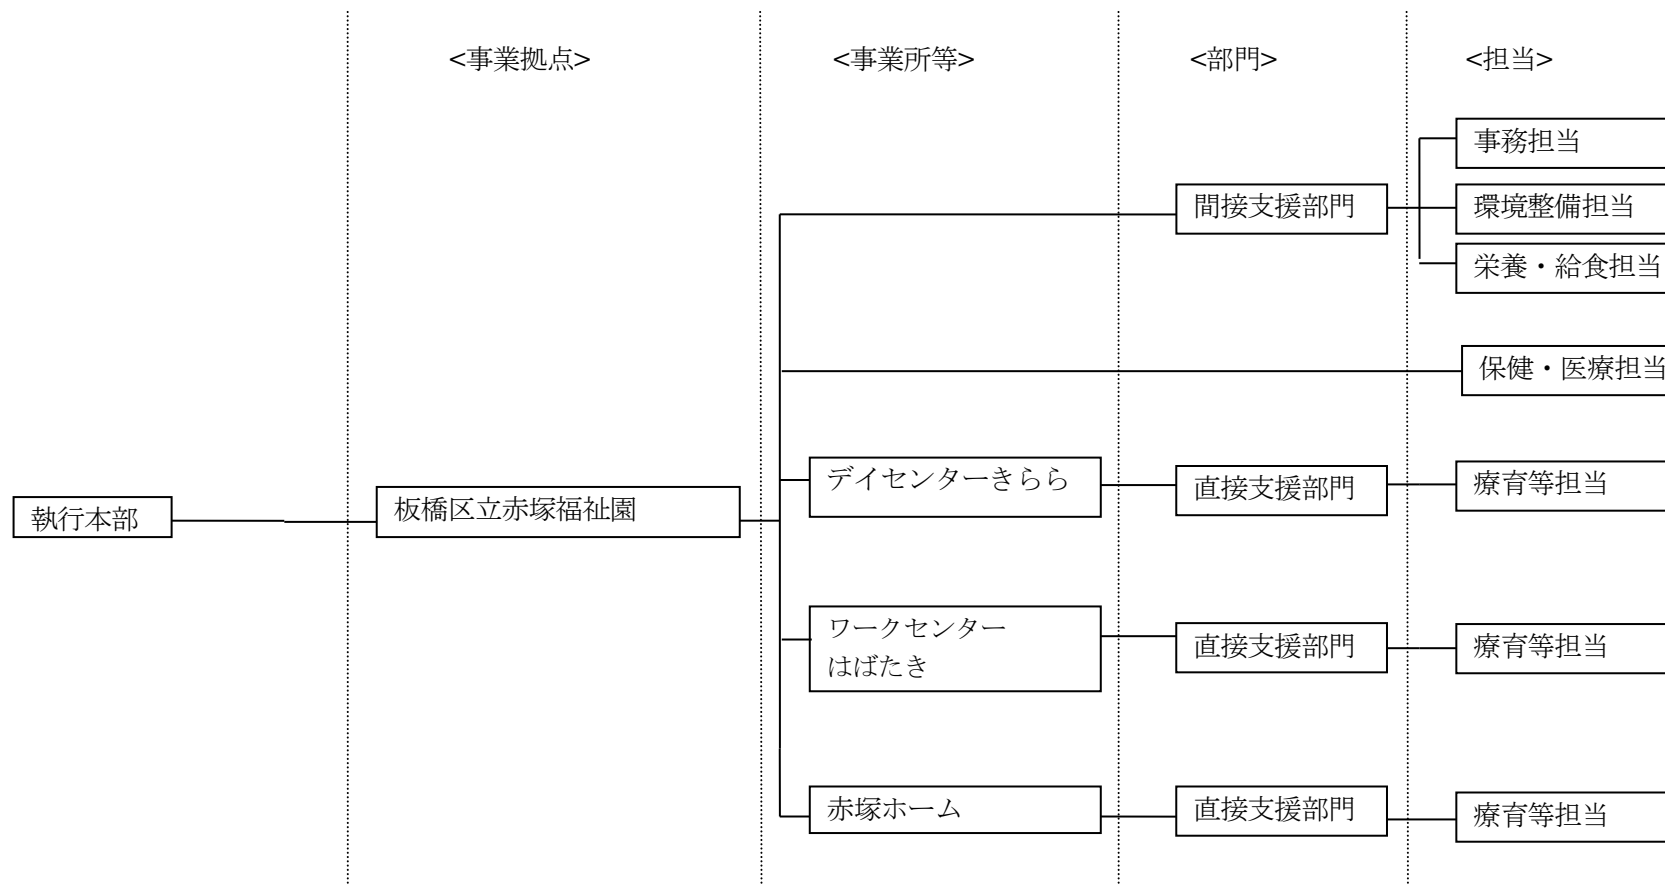 <事業拠点>
<事業所等>
<部門>
<担当>
事務担当
間接支援部門
環境整備担当
栄養・給食担当
保健・医療担当
デイセンターきらら
直接支援部門
療育等担当
執行本部
板橋区立赤塚福祉園
ワークセンター
はばたき
直接支援部門
療育等担当
赤塚ホーム
直接支援部門
療育等担当